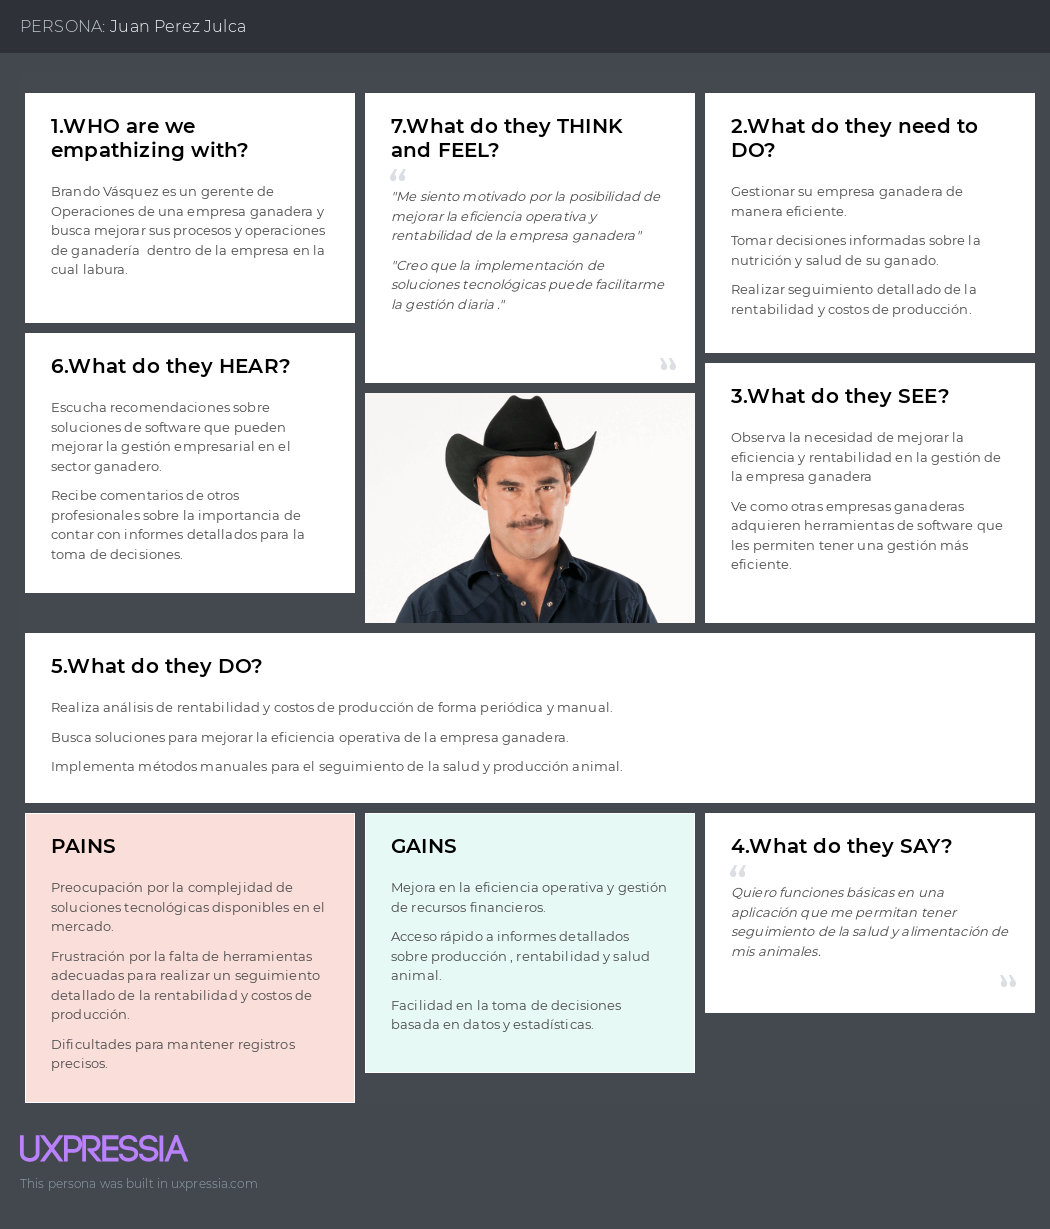 PERSONA: Juan Perez Julca
1.WHO are we
empathizing with?
Brando Vásquez es un gerente de
Operaciones de una empresa ganadera y
busca mejorar sus procesos y operaciones
de ganadería dentro de la empresa en la
cual labura.
7.What do they THINK
and FEEL?
“
"Me siento motivado por la posibilidad de
mejorar la eficiencia operativa y
rentabilidad de la empresa ganadera"
"Creo que la implementación de
soluciones tecnológicas puede facilitarme
la gestión diaria ."
”
2.What do they need to
DO?
Gestionar su empresa ganadera de
manera eficiente.
Tomar decisiones informadas sobre la
nutrición y salud de su ganado.
Realizar seguimiento detallado de la
rentabilidad y costos de producción.
6.What do they HEAR?
Escucha recomendaciones sobre
soluciones de software que pueden
mejorar la gestión empresarial en el
sector ganadero.
Recibe comentarios de otros
profesionales sobre la importancia de
contar con informes detallados para la
toma de decisiones.
3.What do they SEE?
Observa la necesidad de mejorar la
eficiencia y rentabilidad en la gestión de
la empresa ganadera
Ve como otras empresas ganaderas
adquieren herramientas de software que
les permiten tener una gestión más
eficiente.
5.What do they DO?
Realiza análisis de rentabilidad y costos de producción de forma periódica y manual.
Busca soluciones para mejorar la eficiencia operativa de la empresa ganadera.
Implementa métodos manuales para el seguimiento de la salud y producción animal.
PAINS
Preocupación por la complejidad de
soluciones tecnológicas disponibles en el
mercado.
Frustración por la falta de herramientas
adecuadas para realizar un seguimiento
detallado de la rentabilidad y costos de
producción.
Dificultades para mantener registros
precisos.
GAINS
Mejora en la eficiencia operativa y gestión
de recursos financieros.
Acceso rápido a informes detallados
sobre producción , rentabilidad y salud
animal.
Facilidad en la toma de decisiones
basada en datos y estadísticas.
4.What do they SAY?
“
Quiero funciones básicas en una
aplicación que me permitan tener
seguimiento de la salud y alimentación de
mis animales.
”
UXPRESSIA
This persona was built in uxpressia.com